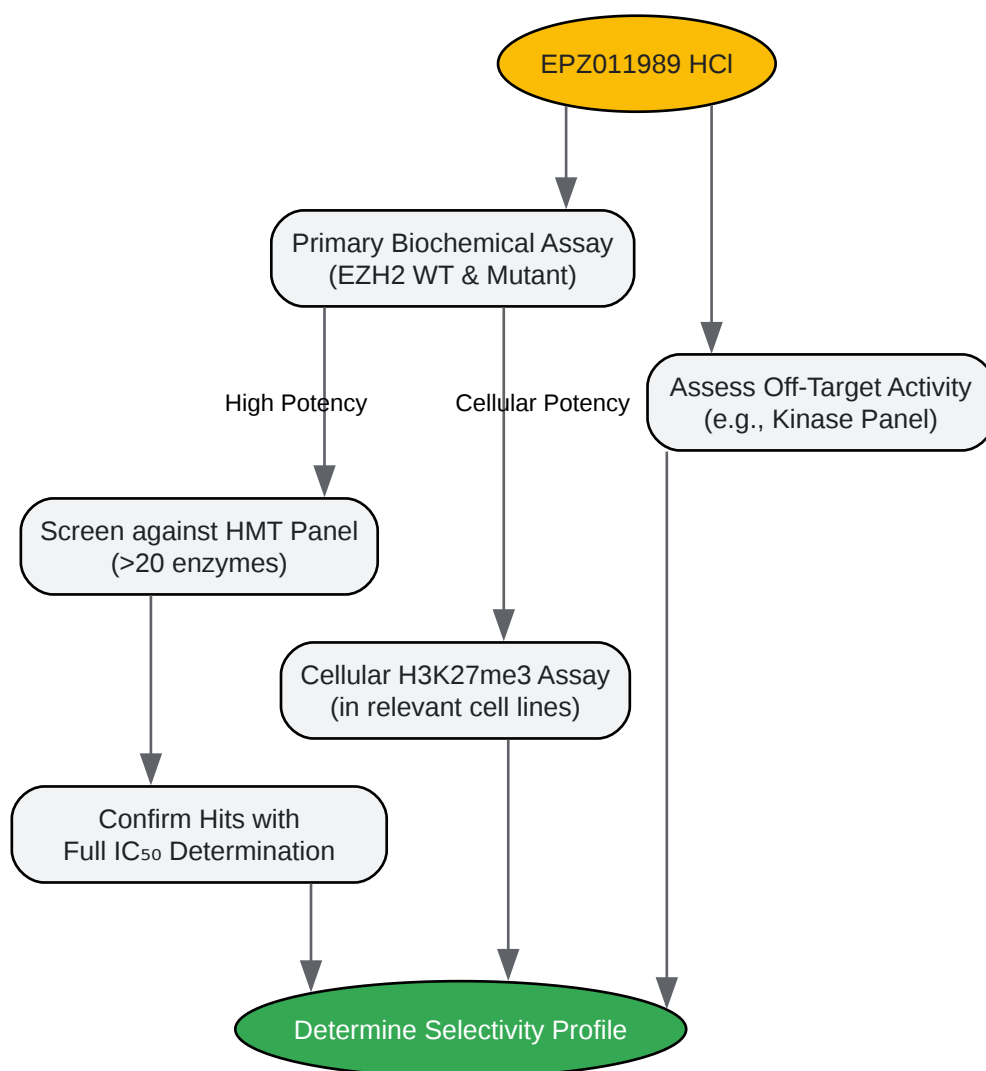 EPZ011989 HCl
Primary Biochemical Assay
(EZH2 WT & Mutant)
Assess Off-Target Activity
(e.g., Kinase Panel)
High Potency
Cellular Potency
Screen against HMT Panel
(>20 enzymes)
Cellular H3K27me3 Assay
(in relevant cell lines)
Confirm Hits with
Full IC₅₀ Determination
Determine Selectivity Profile